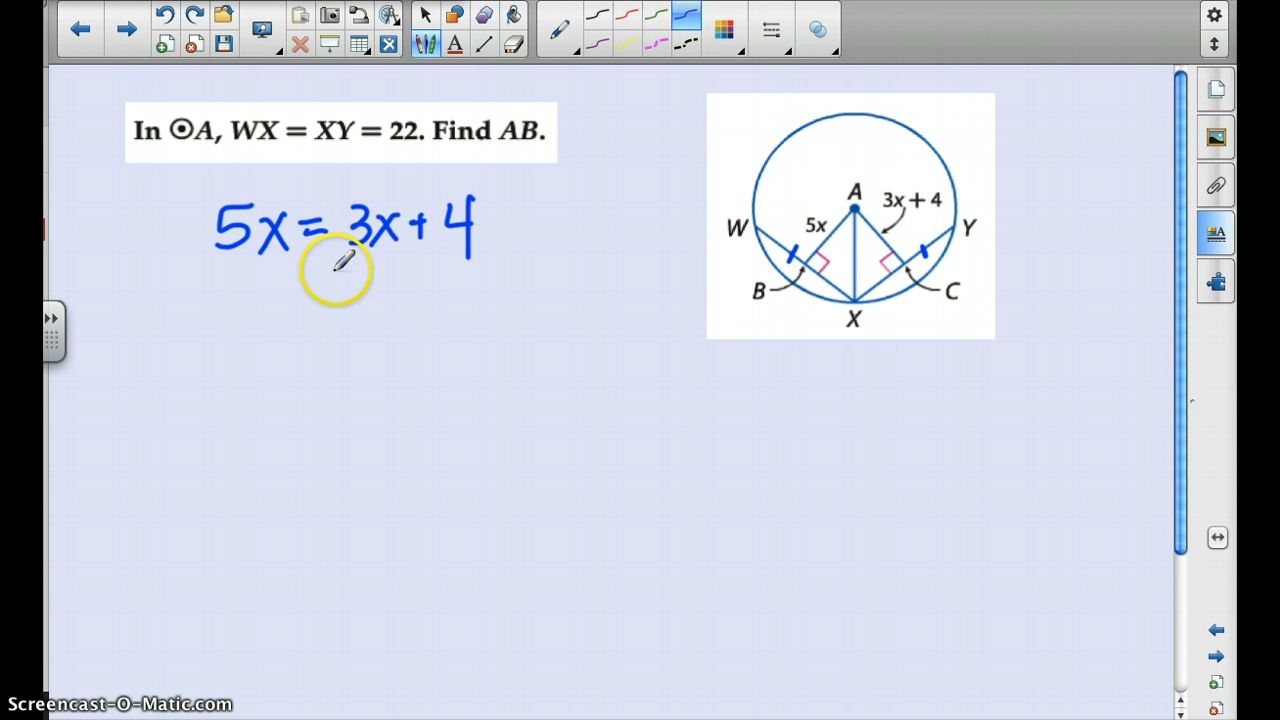 In ⊙A, WX = XY = 22. Find AB.
5x = 3x + 4
A
3x + 4
5x
W
Y
B
C
X
Screencast-O-Matic.com